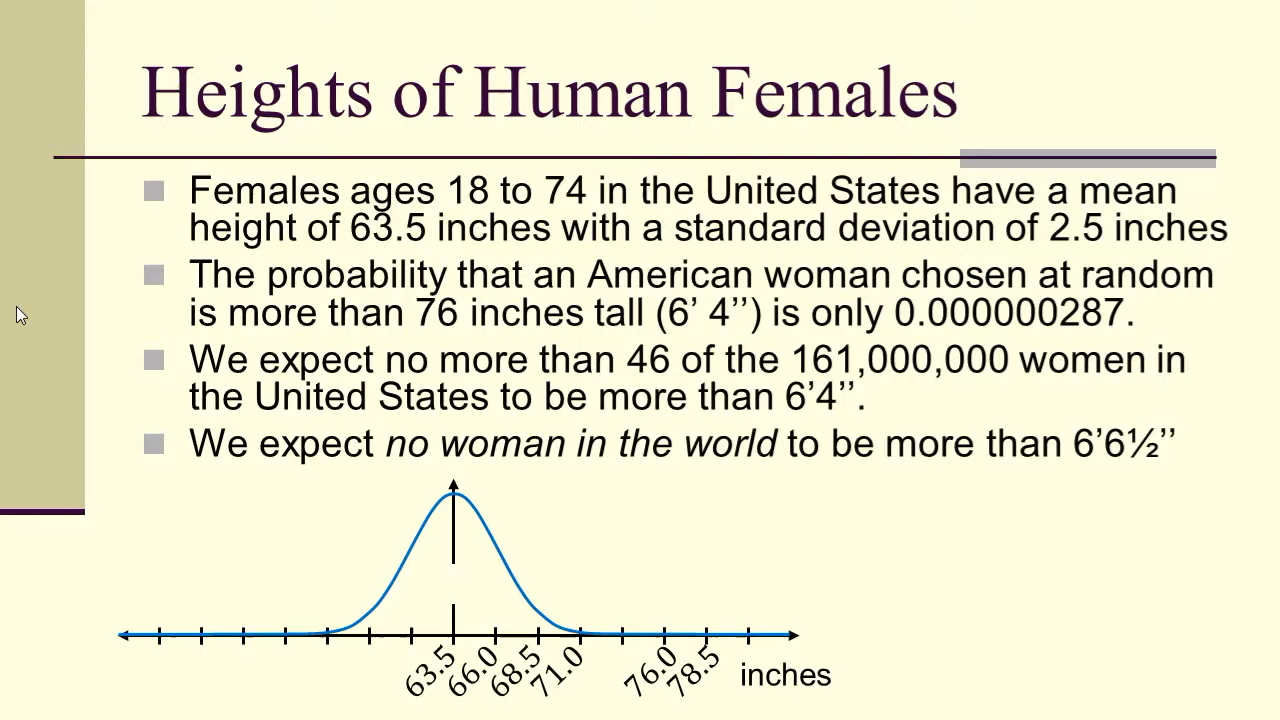 Heights of Human Females
Females ages 18 to 74 in the United States have a mean
height of 63.5 inches with a standard deviation of 2.5 inches
The probability that an American woman chosen at random
is more than 76 inches tall (6’ 4’’) is only 0.000000287.
We expect no more than 46 of the 161,000,000 women in
the United States to be more than 6’4’’.
We expect no woman in the world to be more than 6’6½’’
63.5 66.0 68.5 71.0 76.0 78.5 inches